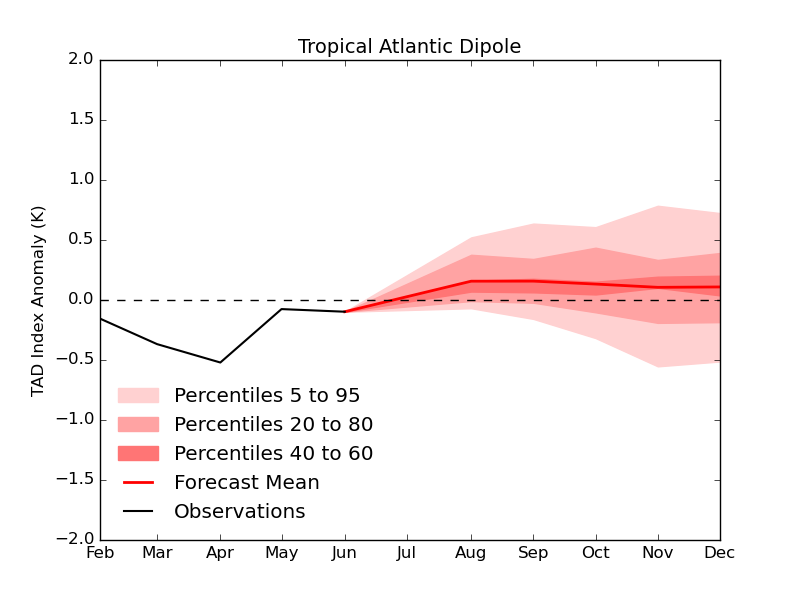 Tropical Atlantic Dipole
2.0
1.5
1.0
0.5
0.0
−0.5
−1.0
−1.5
−2.0
TAD Index Anomaly (K)
Percentiles 5 to 95
Percentiles 20 to 80
Percentiles 40 to 60
Forecast Mean
Observations
Feb Mar Apr May Jun Jul Aug Sep Oct Nov Dec